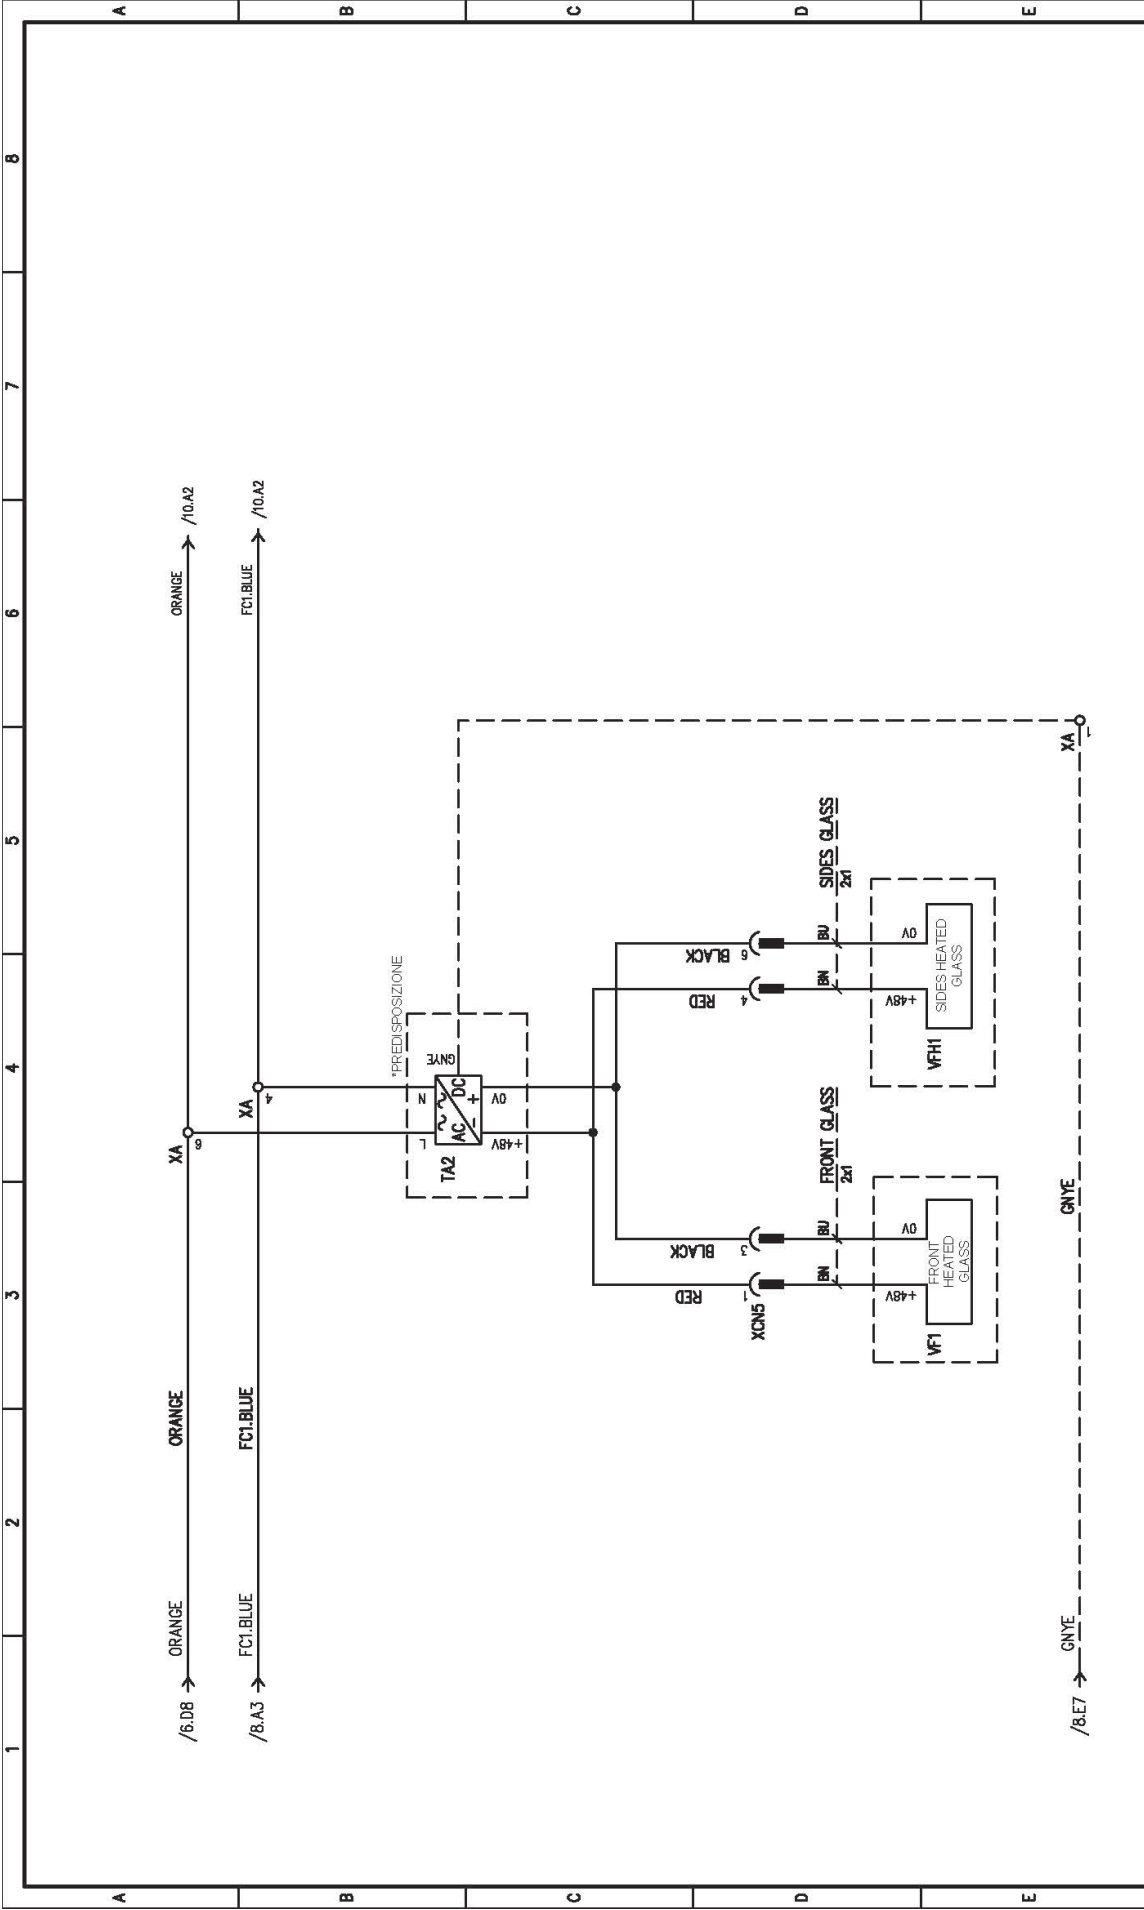 1
2
3
4
5
6
7
8
A
B
C
D
E
A
B
C
D
E
/6.D8
ORANGE
ORANGE
XA
6
ORANGE
/10.A2
/8.A3
FC1.BLUE
FC1.BLUE
XA
4
FC1.BLUE
/10.A2
*PREDISPOSIZIONE
TA2
L
N
GNYE
AC
DC
+48V
0V
RED
BLACK
RED
BLACK
XCN5
1
3
4
6
BN
BU
FRONT GLASS
2x1
BN
BU
SIDES GLASS
2x1
+48V
0V
+48V
0V
VF1
FRONT
HEATED
GLASS
VFH1
SIDES HEATED
GLASS
/8.E7
GNYE
GNYE
XA
1